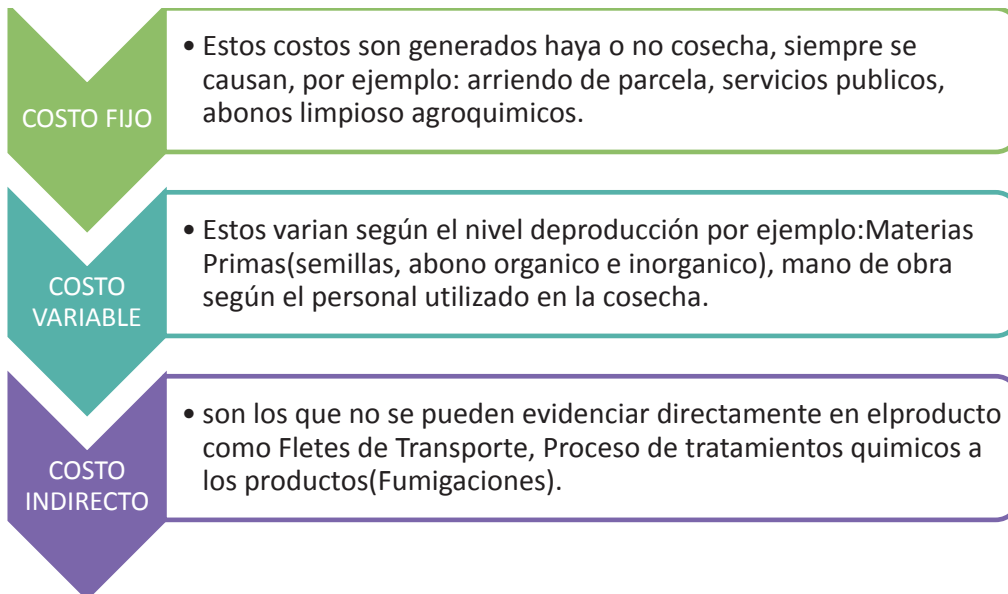 COSTO FIJO
• Estos costos son generados haya o no cosecha, siempre se
causan, por ejemplo: arriendo de parcela, servicios publicos,
abonos limpioso agroquimicos.
COSTO
VARIABLE
• Estos varian según el nivel deproducción por ejemplo:Materias
Primas(semillas, abono organico e inorganico), mano de obra
según el personal utilizado en la cosecha.
COSTO
INDIRECTO
• son los que no se pueden evidenciar directamente en elproducto
como Fletes de Transporte, Proceso de tratamientos quimicos a
los productos(Fumigaciones).